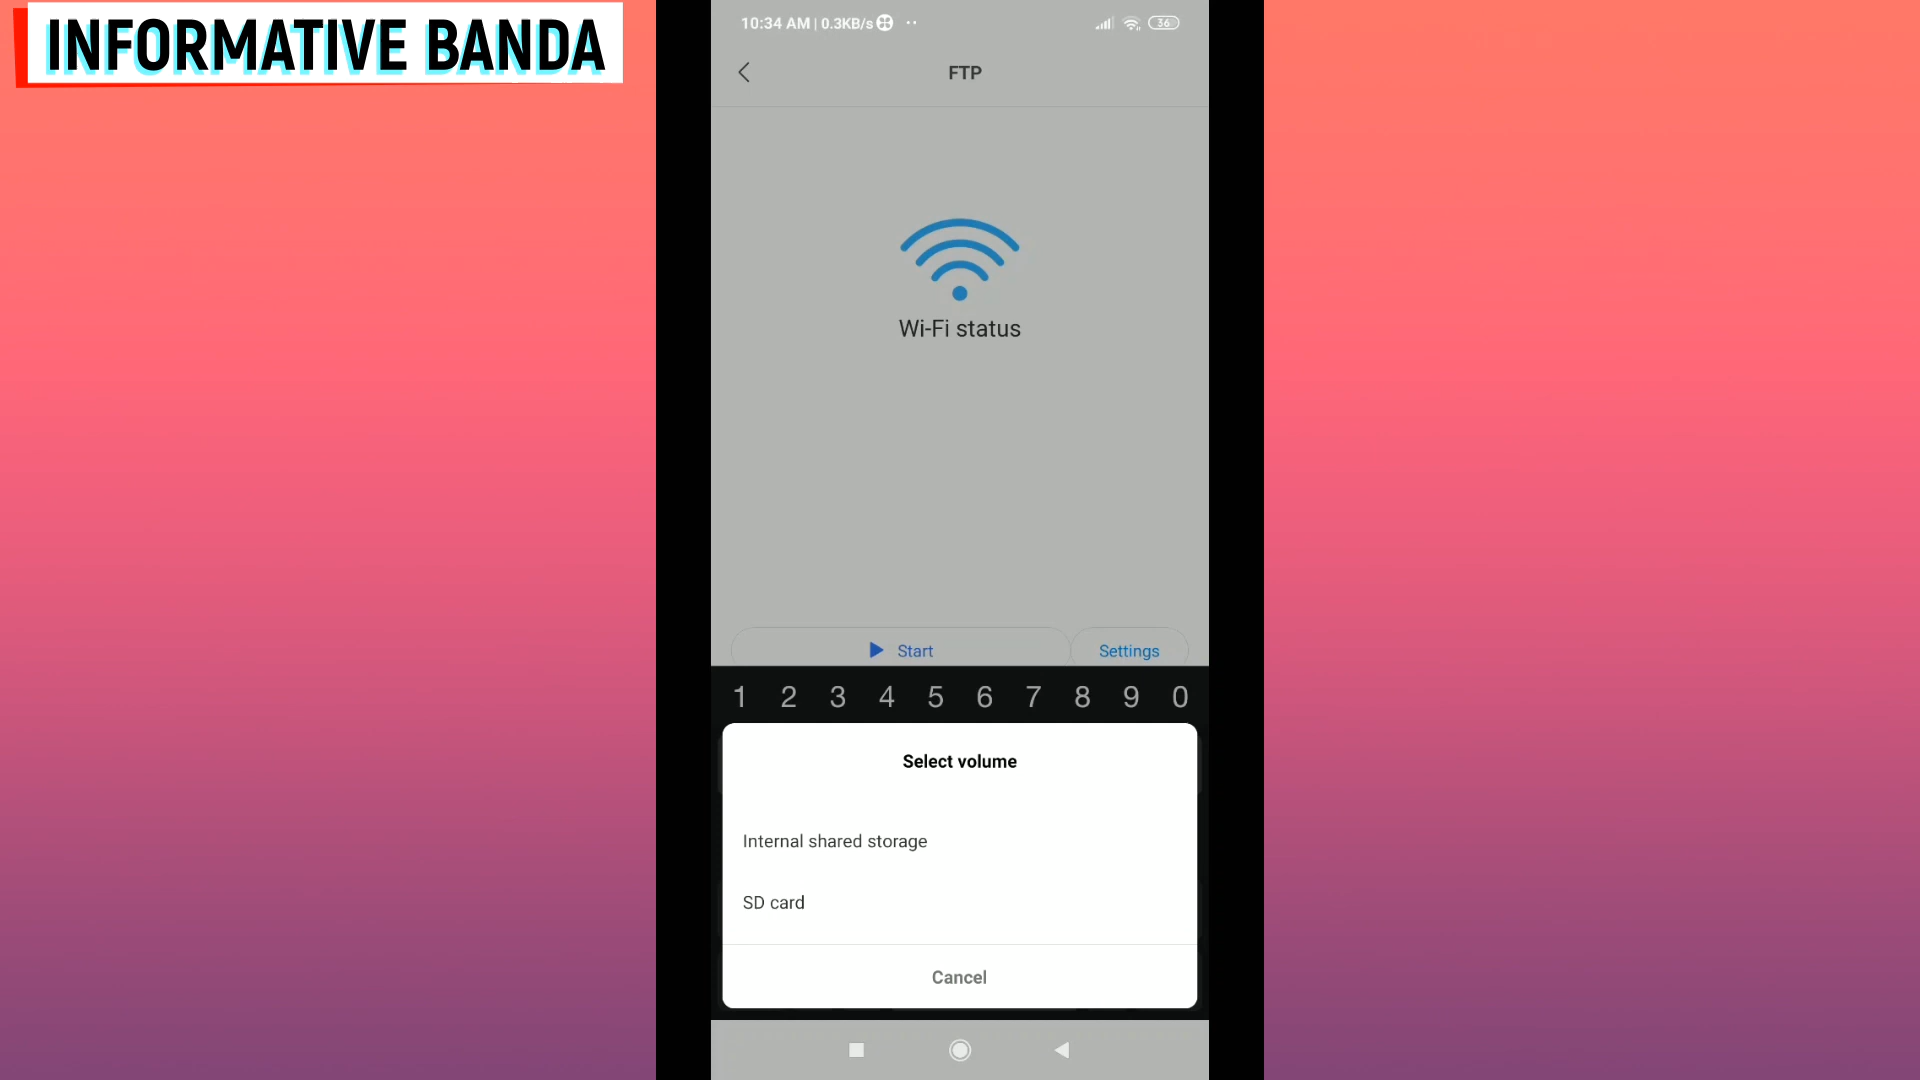 INFORMATIVE BANDA
10:34 AM | 0.3KB/s
36
FTP
Wi-Fi status
Start
Settings
1 2 3 4 5 6 7 8 9 0
Select volume
Internal shared storage
SD card
Cancel